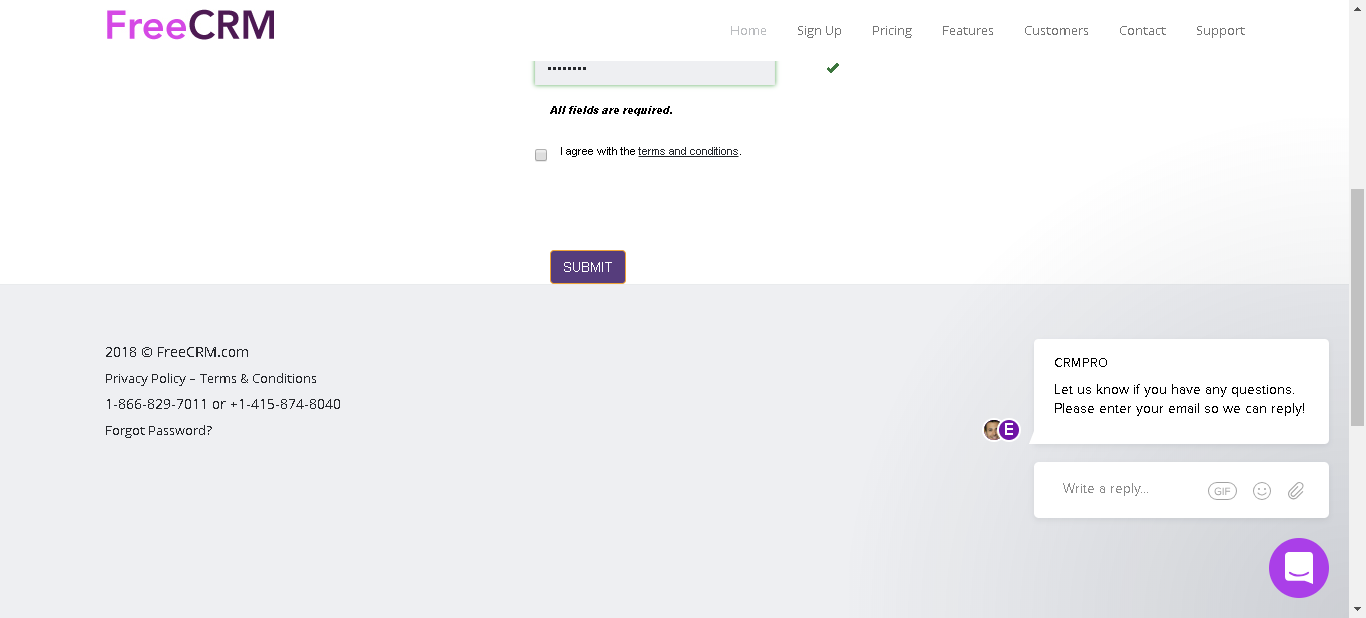 FreeCRM
Home Sign Up Pricing Features Customers Contact Support
••••••••
All fields are required.
I agree with the terms and conditions.
SUBMIT
2018 © FreeCRM.com
Privacy Policy – Terms & Conditions
1-866-829-7011 or +1-415-874-8040
Forgot Password?
CRMPRO
Let us know if you have any questions.
Please enter your email so we can reply!
E
Write a reply... GIF